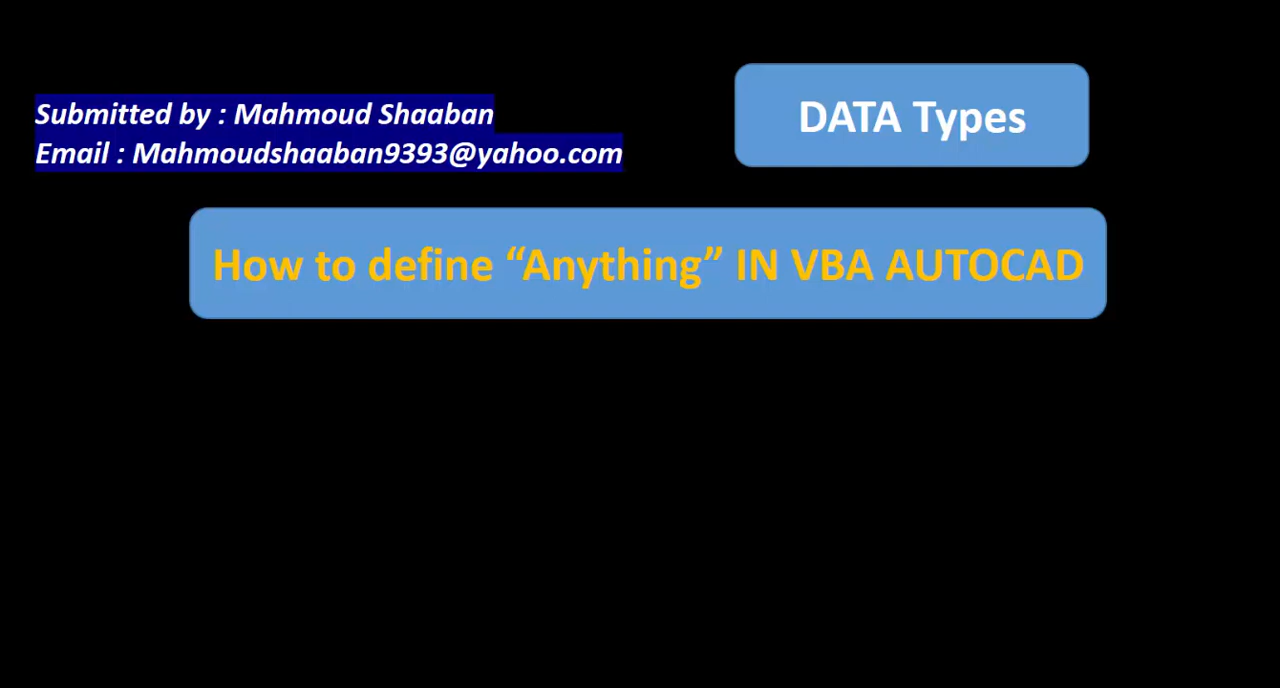 Submitted by : Mahmoud Shaaban
Email : Mahmoudshaaban9393@yahoo.com
DATA Types
How to define “Anything” IN VBA AUTOCAD